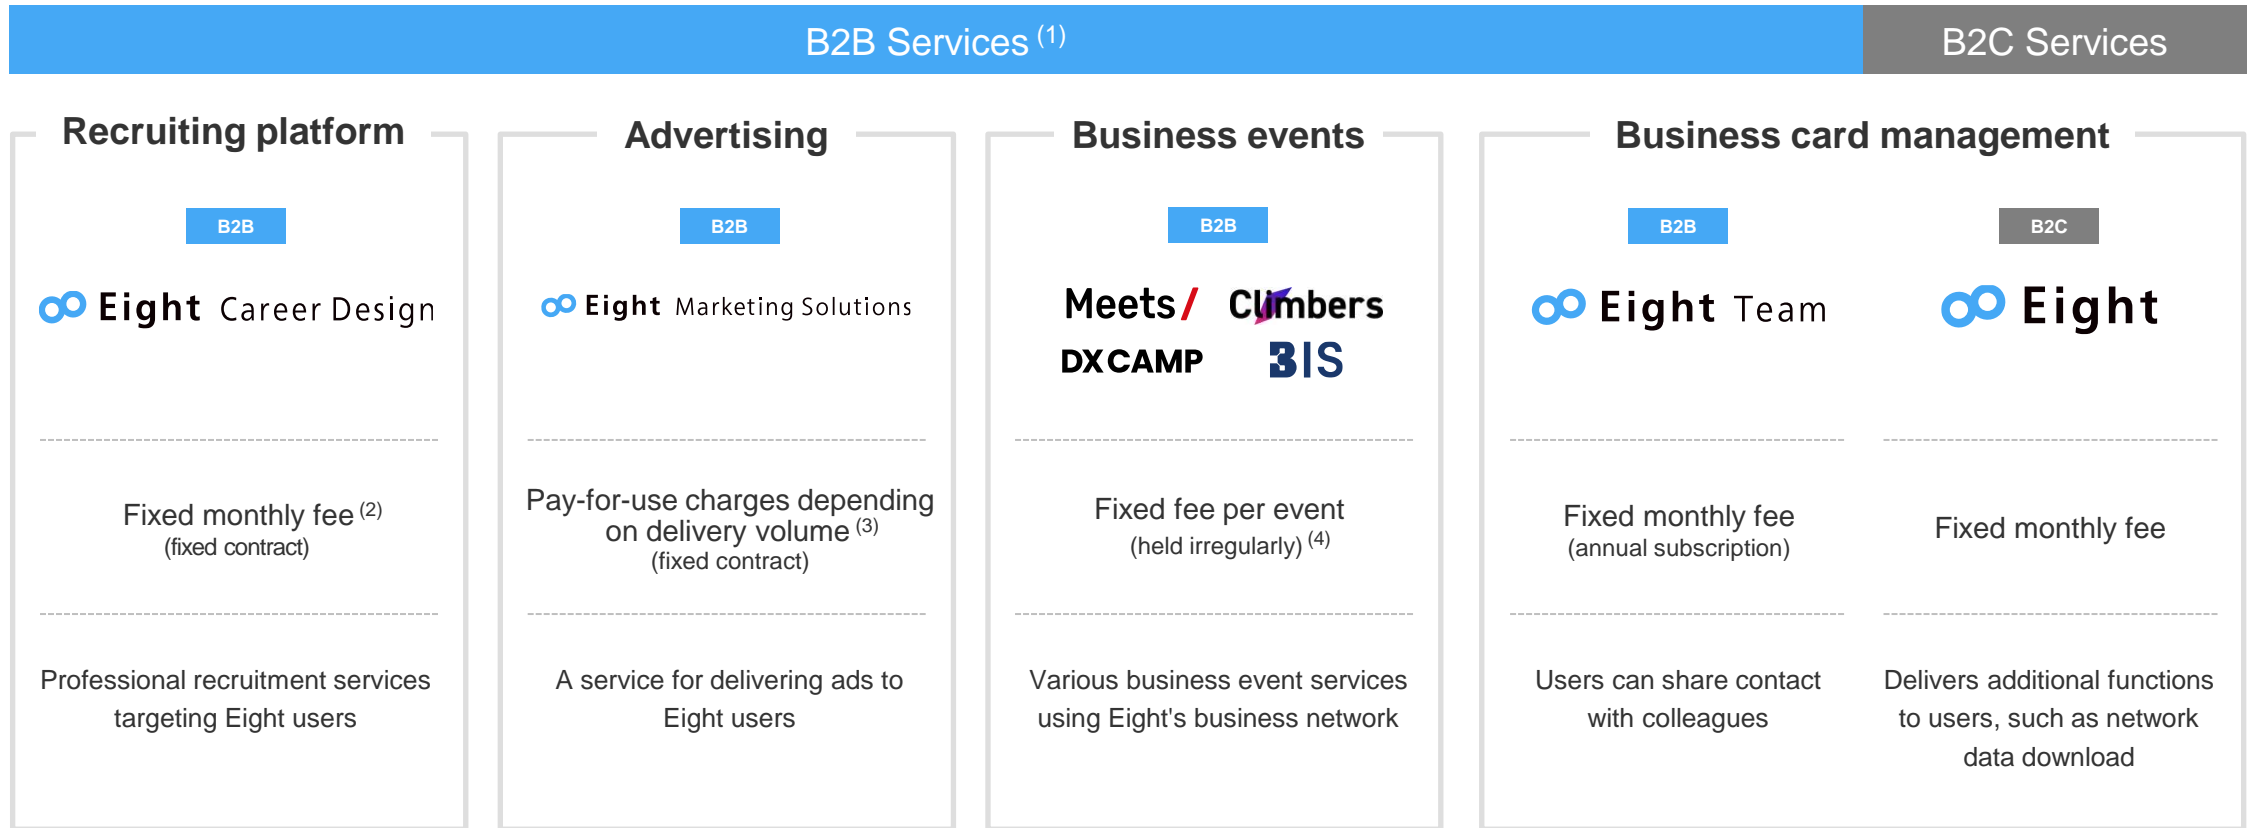 B2B Services (1)
B2C Services
Recruiting platform
B2B
Eight Career Design
Fixed monthly fee (2)
(fixed contract)
Professional recruitment services
targeting Eight users
Advertising
B2B
Eight Marketing Solutions
Pay-for-use charges depending
on delivery volume (3)
(fixed contract)
A service for delivering ads to
Eight users
Business events
B2B
Meets/
Climbers
DX CAMP
BIS
Fixed fee per event
(held irregularly) (4)
Various business event services
using Eight's business network
Business card management
B2B
Eight Team
Fixed monthly fee
(annual subscription)
Users can share contact
with colleagues
B2C
Eight
Fixed monthly fee
Delivers additional functions
to users, such as network
data download